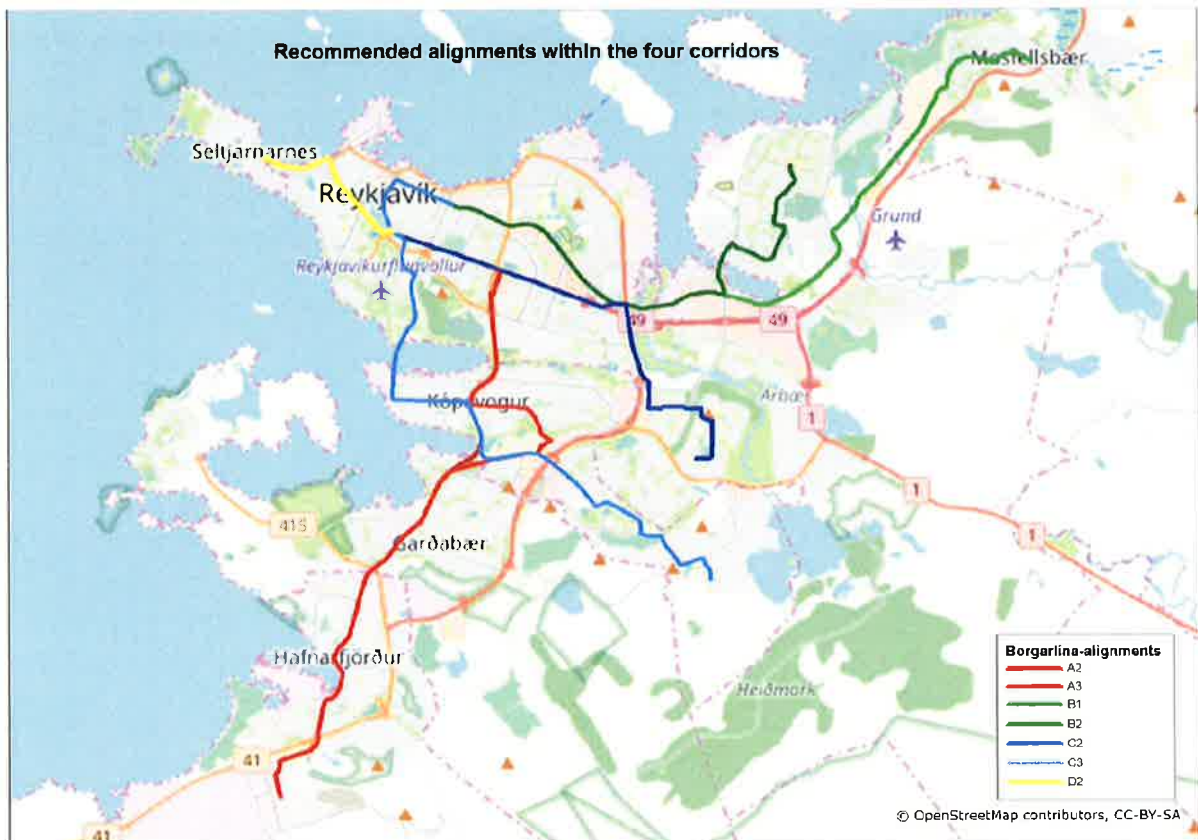 Recommended alignments within the four corridors
Mosfellsbær
Seltjarnarnes
Reykjavík
Grund
Reykjavíkurflugvöllur
49
49
Kópavogur
Árbær
1
1
415
1
Garðabær
Hafnarfjörður
Heiðmörk
41
41
Borgarlína-alignments
A2
A3
B1
B2
C2
C3
D2
© OpenStreetMap contributors, CC-BY-SA